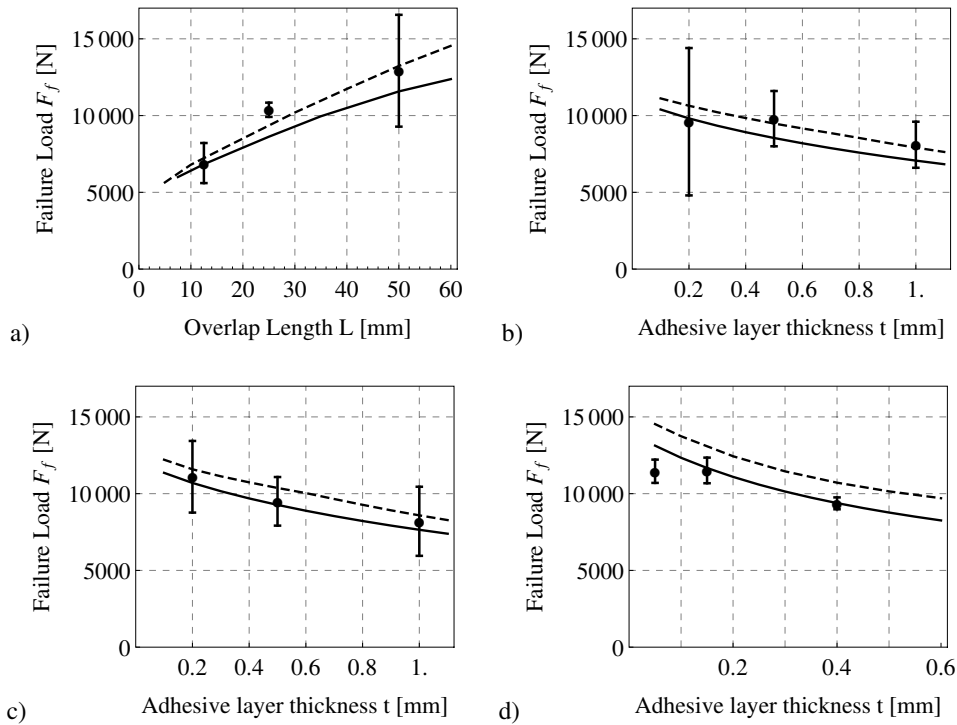 Failure Load F_f [N]
15 000
10 000
5000
0
0 10 20 30 40 50 60
Overlap Length L [mm]
a)
Failure Load F_f [N]
15 000
10 000
5000
0
0.2 0.4 0.6 0.8 1.
Adhesive layer thickness t [mm]
b)
Failure Load F_f [N]
15 000
10 000
5000
0
0.2 0.4 0.6 0.8 1.
Adhesive layer thickness t [mm]
c)
Failure Load F_f [N]
15 000
10 000
5000
0
0.2 0.4 0.6
Adhesive layer thickness t [mm]
d)